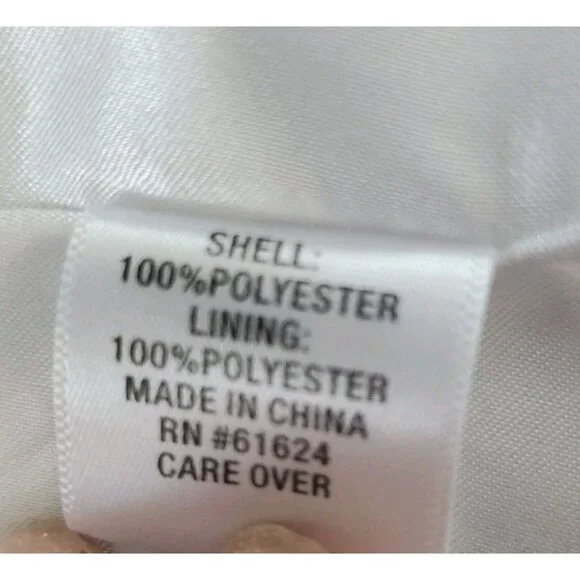 SHELL:
100%POLYESTER
LINING:
100%POLYESTER
MADE IN CHINA
RN #61624
CARE OVER